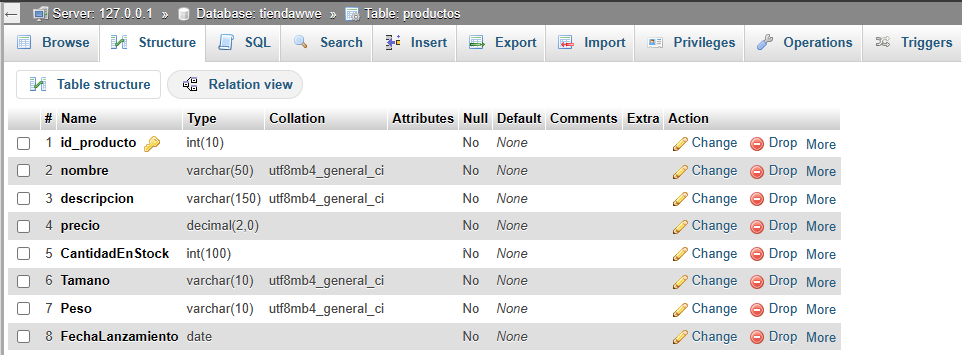 ← Server: 127.0.0.1 » Database: tiendawwe » Table: productos
Browse Structure SQL Search Insert Export Import Privileges Operations Triggers
Table structure Relation view
# Name Type Collation Attributes Null Default Comments Extra Action
1 id_producto int(10) No None Change Drop More
2 nombre varchar(50) utf8mb4_general_ci No None Change Drop More
3 descripcion varchar(150) utf8mb4_general_ci No None Change Drop More
4 precio decimal(2,0) No None Change Drop More
5 CantidadEnStock int(100) No None Change Drop More
6 Tamano varchar(10) utf8mb4_general_ci No None Change Drop More
7 Peso varchar(10) utf8mb4_general_ci No None Change Drop More
8 FechaLanzamiento date No None Change Drop More